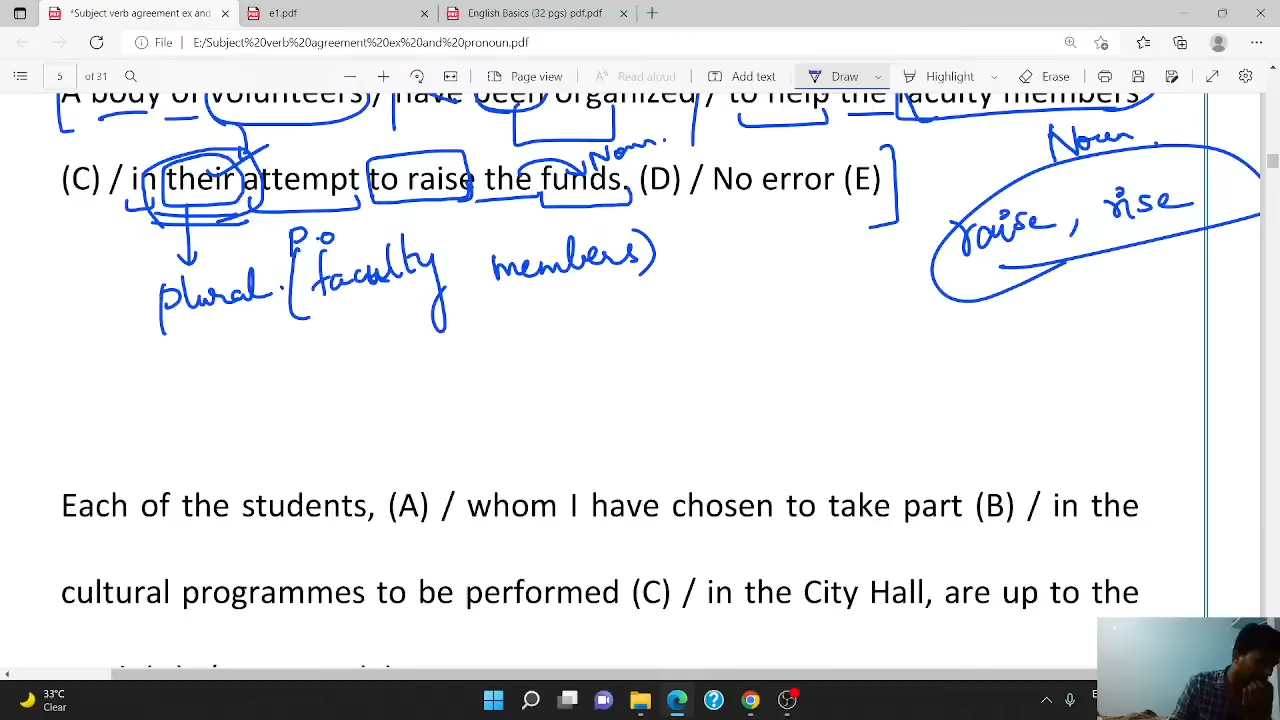 *Subject verb agreement ex and
e1.pdf
English Basics (32 pgs) pdf.pdf
File
E:/Subject%20verb%20agreement%20ex%20and%20pronoun.pdf
5 of 31
Page view
Read aloud
Add text
Draw
Highlight
Erase
A body of volunteers / have been organized / to help the faculty members
Noun
Noun.
(C) / in their attempt to raise the funds, (D) / No error (E)
raise, rise
P.O
plural. (faculty members)
Each of the students, (A) / whom I have chosen to take part (B) / in the
cultural programmes to be performed (C) / in the City Hall, are up to the
33°C
Clear